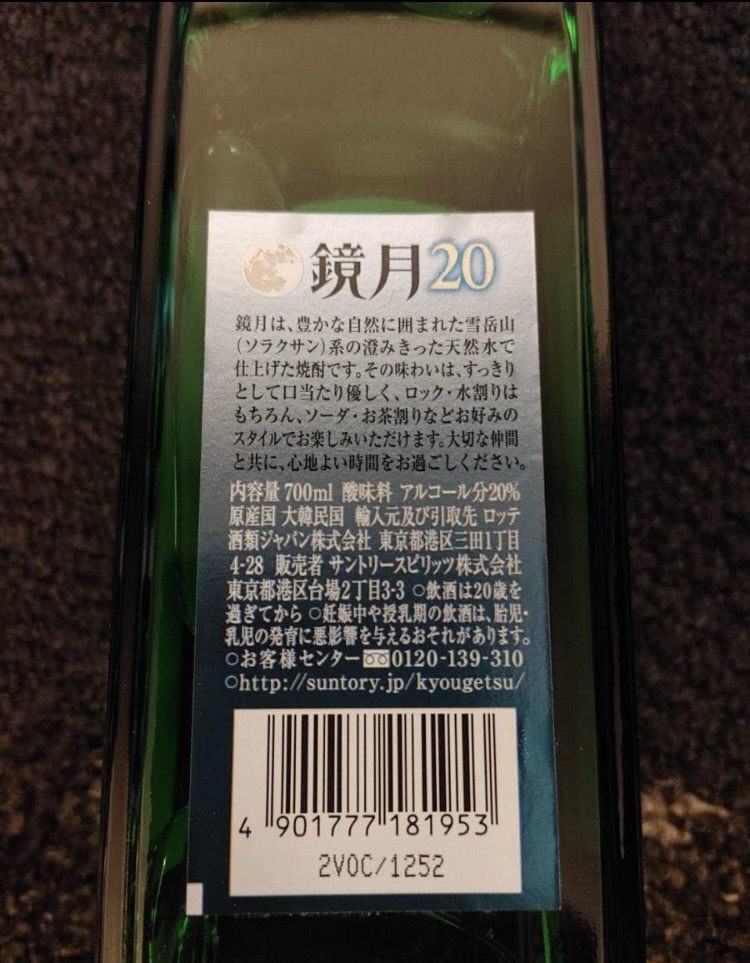 鏡月20
鏡月は、豊かな自然に囲まれた雪岳山
(ソラクサン)系の澄みきった天然水で
仕上げた焼酎です。その味わいは、すっきり
として口当たり優しく、ロック・水割りは
もちろん、ソーダ・お茶割りなどお好みの
スタイルでお楽しみいただけます。大切な仲間
と共に、心地よい時間をお過ごしください。
内容量 700ml 酸味料 アルコール分20%
原産国 大韓民国 輸入元及び引取先 ロッテ
酒類ジャパン株式会社 東京都港区三田1丁目
4-28 販売者 サントリースピリッツ株式会社
東京都港区台場2丁目3-3 ○飲酒は20歳を
過ぎてから ○妊娠中や授乳期の飲酒は、胎児・
乳児の発育に悪影響を与えるおそれがあります。
○お客様センター 0120-139-310
○http://suntory.jp/kyougetsu/
4 901777 181953
2VOC/1252